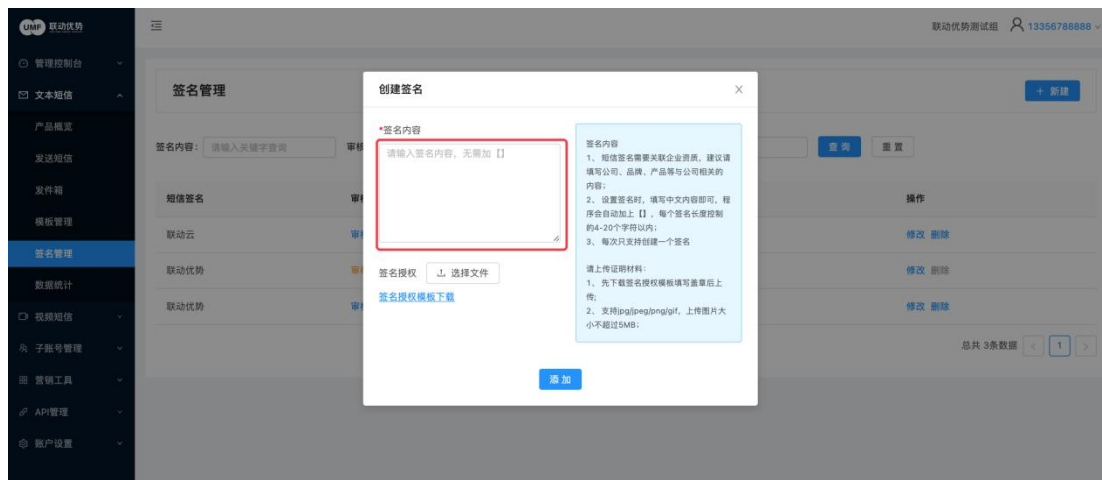 UMF 联动优势
联动优势测试组 13356788888
管理控制台
文本短信
产品概览
发送短信
发件箱
模板管理
签名管理
数据统计
视频短信
子账号管理
营销工具
API管理
账户设置
签名管理
+ 新建
签名内容: 请输入关键字查询
审核
查询 重置
短信签名 操作
联动云 修改 删除
联动优势 修改 删除
联动优势 修改 删除
总共 3条数据 < 1 >
创建签名
*签名内容
请输入签名内容，无需加【】
签名授权 选择文件
签名授权模板下载
签名内容
1、 短信签名需要关联企业资质，建议请
填写公司、品牌、产品等与公司相关的
内容；
2、 设置签名时，填写中文内容即可，程
序会自动加上【】，每个签名长度控制
的4-20个字符以内；
3、 每次只支持创建一个签名
请上传证明材料：
1、 先下载签名授权模板填写盖章后上
传;
2、 支持jpg/jpeg/png/gif，上传图片大
小不超过5MB；
添加